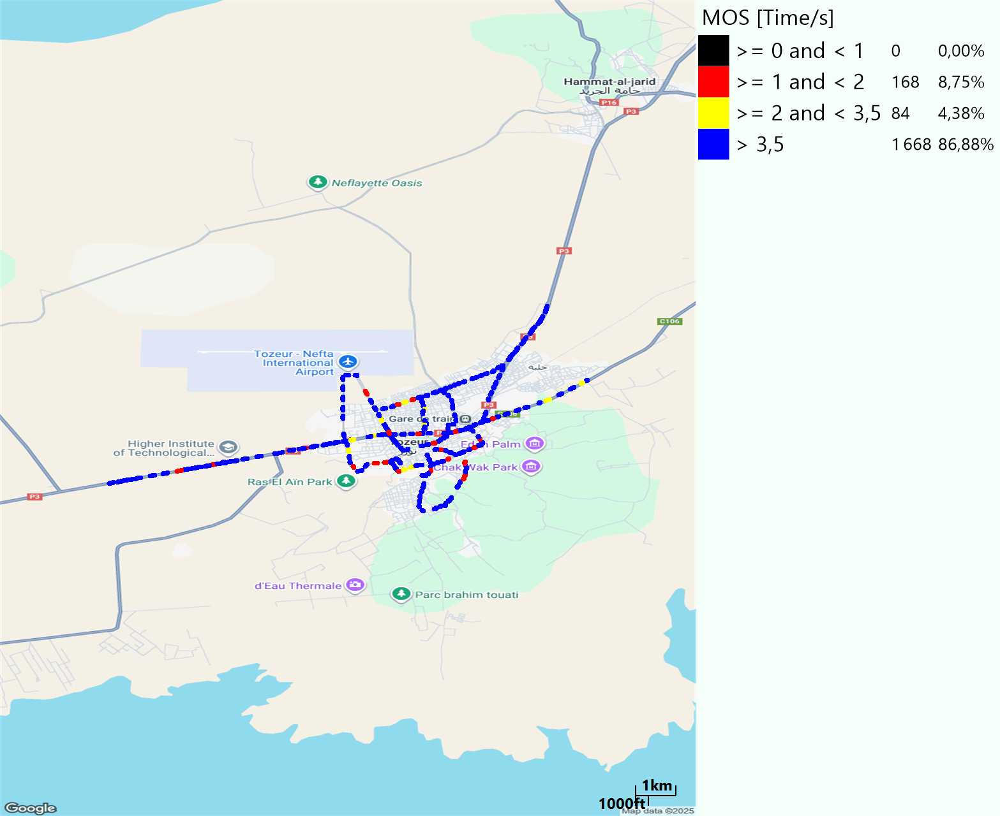 MOS [Time/s]
>= 0 and < 1 0 0,00%
>= 1 and < 2 168 8,75%
>= 2 and < 3,5 84 4,38%
> 3,5 1 668 86,88%
Hammat-al-jarid
حامة الجريد
P16
P3
Neflayette Oasis
P3
C106
Tozeur - Nefta
International
Airport
حلبة
P3
Gare de train
Higher Institute
of Technological...
Tozeur
توزر
Eden Palm
Chak Wak Park
Ras El Aïn Park
P3
d'Eau Thermale
Parc brahim touati
1km
1000ft
Google
Map data ©2025